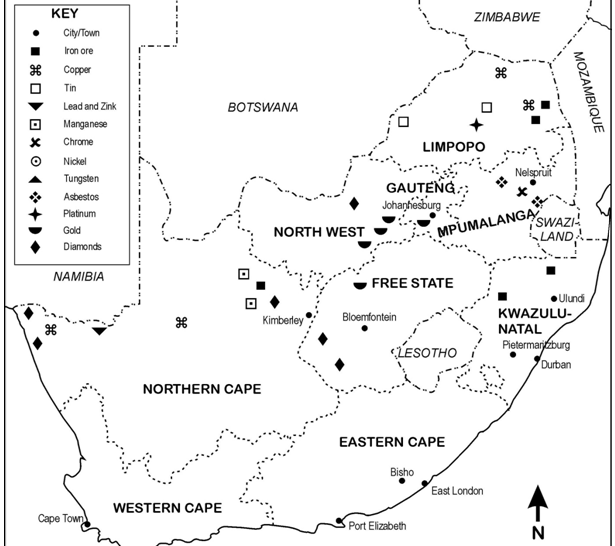 KEY
City/Town
Iron ore
Copper
Tin
Lead and Zink
Manganese
Chrome
Nickel
Tungsten
Asbestos
Platinum
Gold
Diamonds
ZIMBABWE
MOZAMBIQUE
BOTSWANA
LIMPOPO
Nelspruit
GAUTENG
Johannesburg
MPUMALANGA
SWAZI-
LAND
NORTH WEST
NAMIBIA
FREE STATE
Ulundi
KWAZULU-
NATAL
Kimberley
Bloemfontein
Pietermaritzburg
LESOTHO
Durban
NORTHERN CAPE
EASTERN CAPE
Bisho
East London
WESTERN CAPE
Cape Town
Port Elizabeth
N